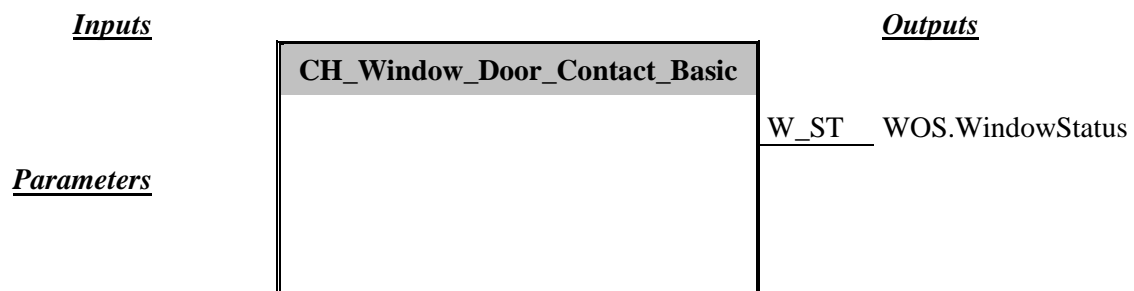 Inputs
Outputs
CH_Window_Door_Contact_Basic
W_ST WOS.WindowStatus
Parameters